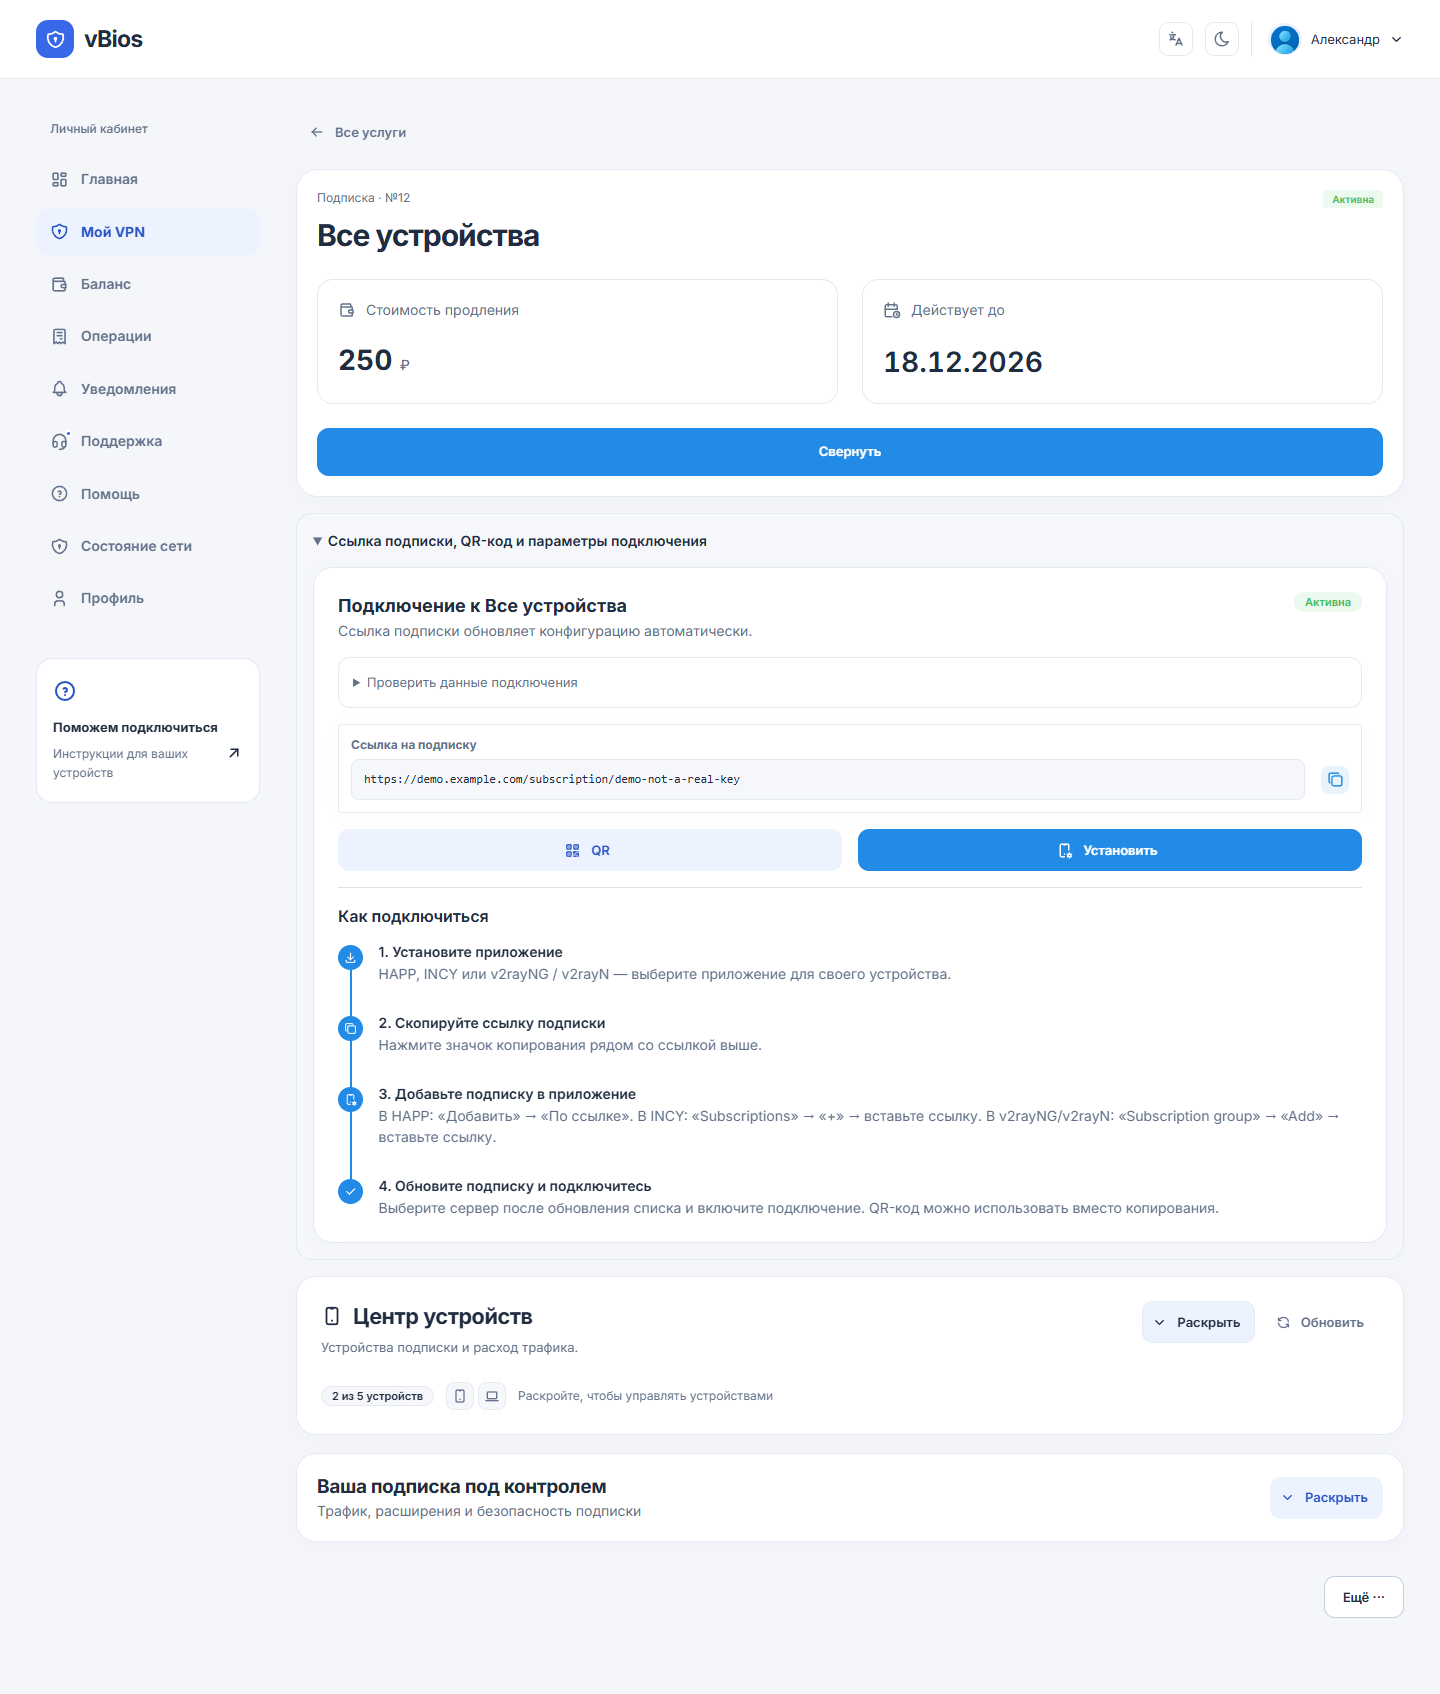 vBios
Александр
Личный кабинет
Главная
Мой VPN
Баланс
Операции
Уведомления
Поддержка
Помощь
Состояние сети
Профиль
Поможем подключиться
Инструкции для ваших
устройств
Все услуги
Подписка · №12
Активна
Все устройства
Стоимость продления
250 ₽
Действует до
18.12.2026
Свернуть
Ссылка подписки, QR-код и параметры подключения
Подключение к Все устройства
Активна
Ссылка подписки обновляет конфигурацию автоматически.
Проверить данные подключения
Ссылка на подписку
https://demo.example.com/subscription/demo-not-a-real-key
QR
Установить
Как подключиться
1. Установите приложение
HAPP, INCY или v2rayNG / v2rayN — выберите приложение для своего устройства.
2. Скопируйте ссылку подписки
Нажмите значок копирования рядом со ссылкой выше.
3. Добавьте подписку в приложение
В HAPP: «Добавить» → «По ссылке». В INCY: «Subscriptions» → «+» → вставьте ссылку. В v2rayNG/v2rayN: «Subscription group» → «Add» →
вставьте ссылку.
4. Обновите подписку и подключитесь
Выберите сервер после обновления списка и включите подключение. QR-код можно использовать вместо копирования.
Центр устройств
Раскрыть
Обновить
Устройства подписки и расход трафика.
2 из 5 устройств
Раскройте, чтобы управлять устройствами
Ваша подписка под контролем
Трафик, расширения и безопасность подписки
Раскрыть
Ещё ···